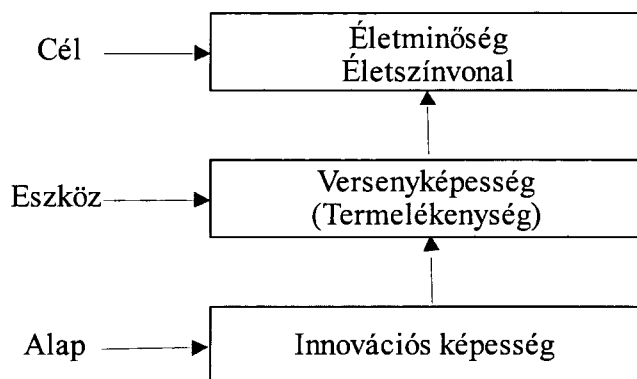 Cél
Életminőség
Életszínvonal
Eszköz
Versenyképesség
(Termelékenység)
Alap
Innovációs képesség